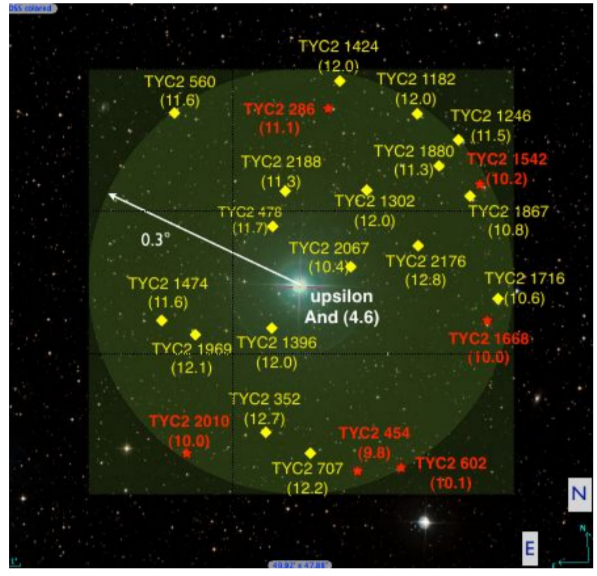 DSS colored
TYC2 1424
(12.0)
TYC2 560
(11.6)
TYC2 1182
(12.0)
TYC2 286
(11.1)
TYC2 1246
(11.5)
TYC2 1880
(11.3)
TYC2 1542
(10.2)
TYC2 2188
(11.3)
TYC2 1302
(12.0)
TYC2 1867
(10.8)
TYC2 478
(11.7)
0.3°
TYC2 2067
(10.4)
TYC2 2176
(12.8)
TYC2 1474
(11.6)
TYC2 1716
(10.6)
upsilon
And (4.6)
TYC2 1668
(10.0)
TYC2 1969
(12.1)
TYC2 1396
(12.0)
TYC2 352
(12.7)
TYC2 2010
(10.0)
TYC2 454
(9.8)
TYC2 707
(12.2)
TYC2 602
(10.1)
N
N
E